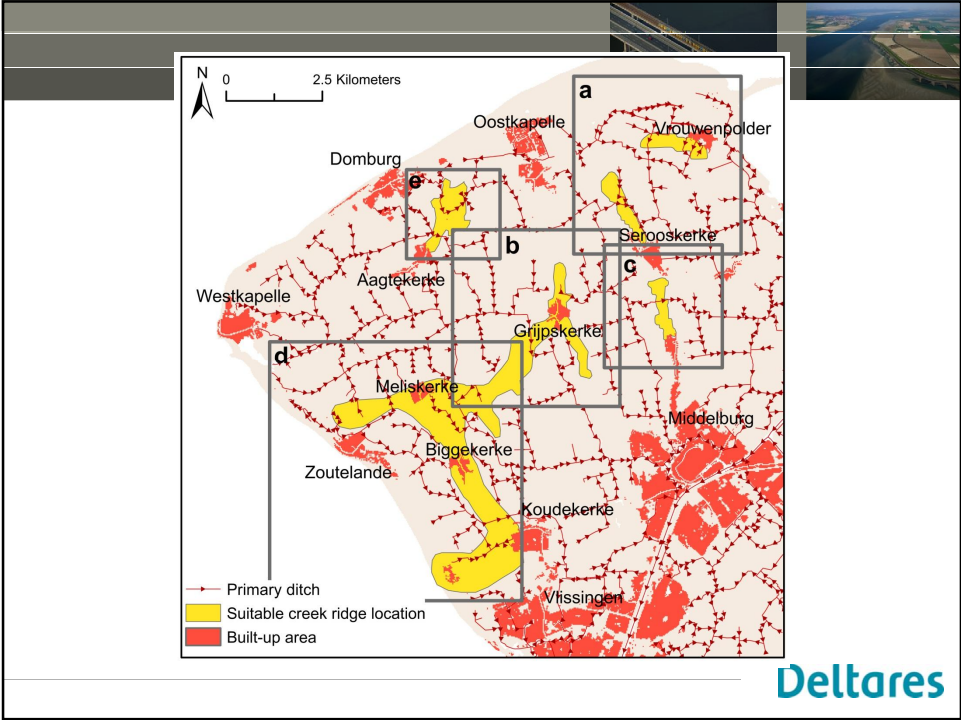 N
0 2.5 Kilometers
a
Oostkapelle
Vrouwenpolder
Domburg
e
Serooskerke
b
c
Aagtekerke
Westkapelle
Grijpskerke
d
Meliskerke
Middelburg
Biggekerke
Zoutelande
Koudekerke
Primary ditch
Vlissingen
Suitable creek ridge location
Built-up area
Deltares